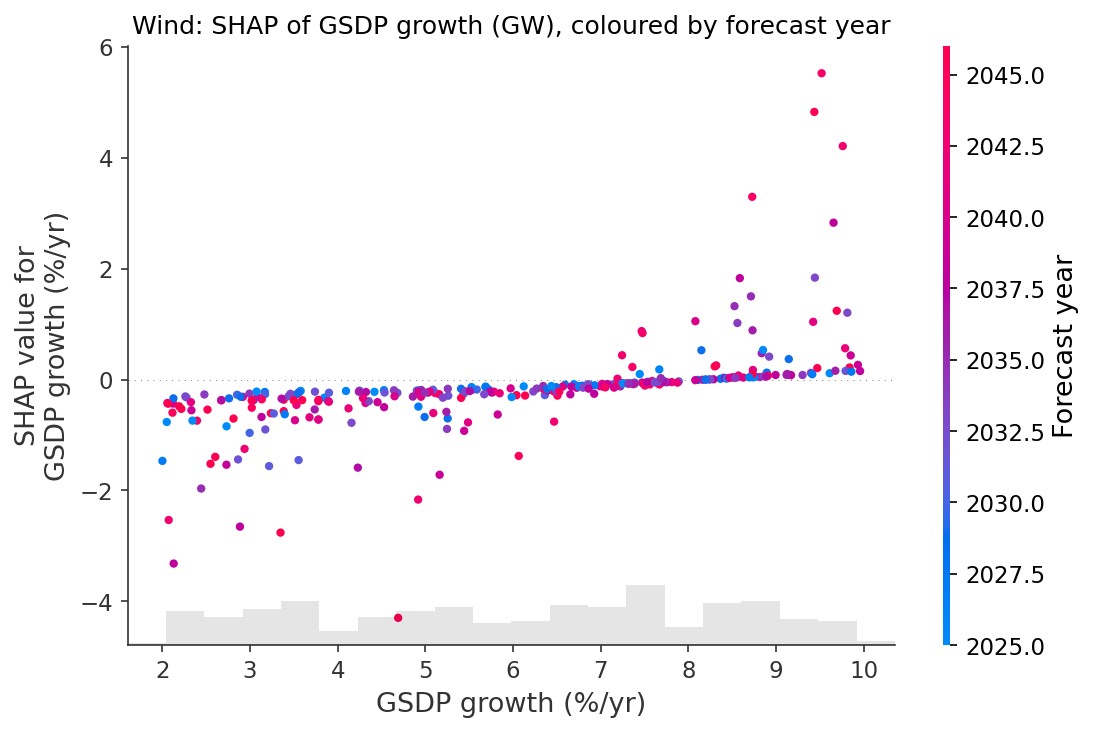 Wind: SHAP of GSDP growth (GW), coloured by forecast year
6
4
2
0
−2
−4
SHAP value for
GSDP growth (%/yr)
2 3 4 5 6 7 8 9 10
GSDP growth (%/yr)
2045.0
2042.5
2040.0
2037.5
2035.0
2032.5
2030.0
2027.5
2025.0
Forecast year